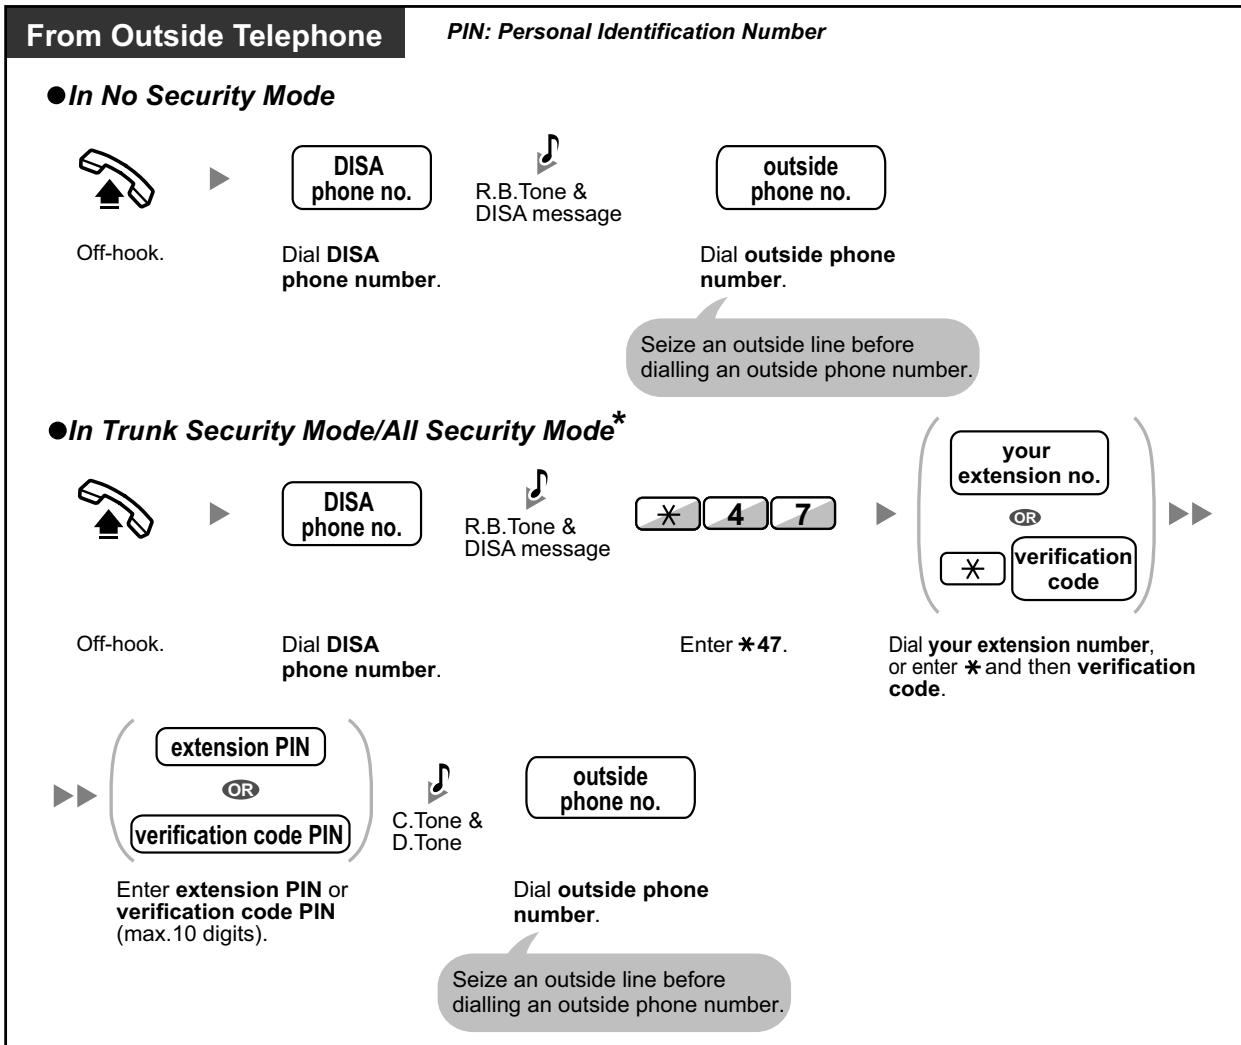 From Outside Telephone
PIN: Personal Identification Number
●In No Security Mode
DISA
phone no.
R.B.Tone &
DISA message
outside
phone no.
Off-hook.
Dial DISA
phone number.
Dial outside phone
number.
Seize an outside line before
dialling an outside phone number.
●In Trunk Security Mode/All Security Mode*
DISA
phone no.
R.B.Tone &
DISA message
* 4 7
your
extension no.
OR
* verification
code
Off-hook.
Dial DISA
phone number.
Enter *47.
Dial your extension number,
or enter * and then verification
code.
extension PIN
OR
verification code PIN
C.Tone &
D.Tone
outside
phone no.
Enter extension PIN or
verification code PIN
(max.10 digits).
Dial outside phone
number.
Seize an outside line before
dialling an outside phone number.